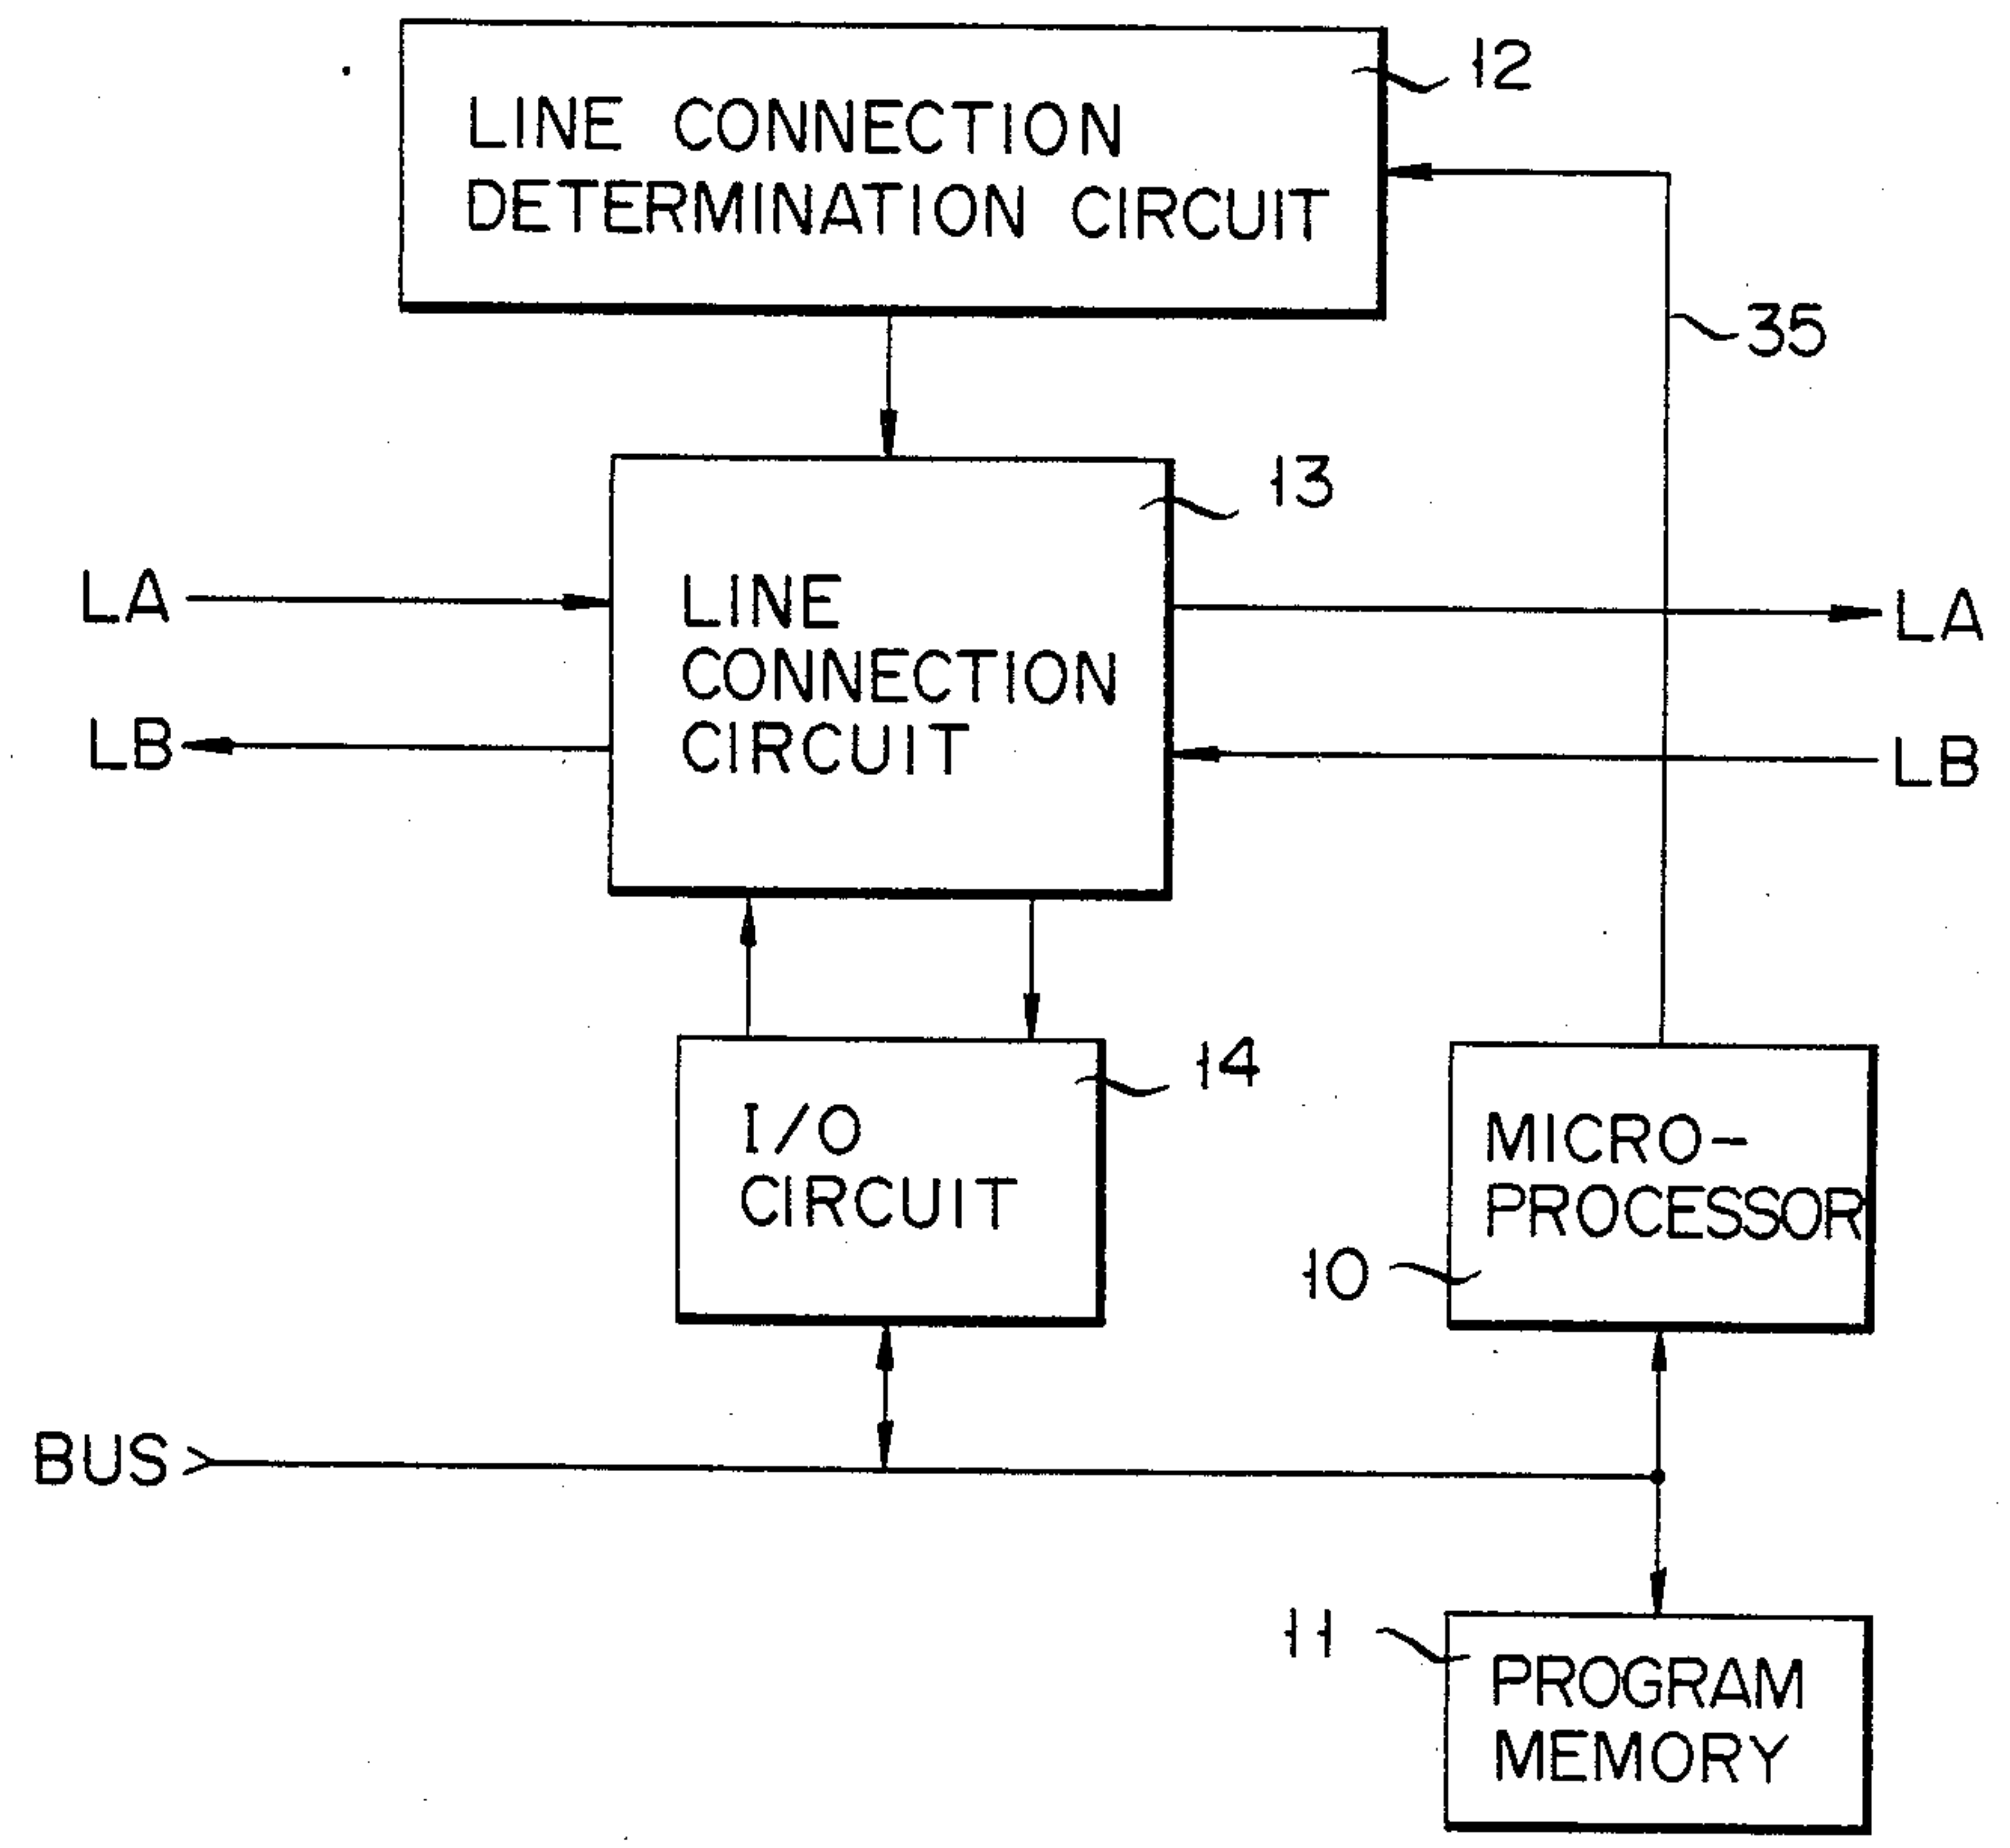 12
LINE CONNECTION
DETERMINATION CIRCUIT
35
13
LA
LINE
CONNECTION
CIRCUIT
LA
LB
LB
14
I/O
CIRCUIT
MICRO-
PROCESSOR
10
BUS
11
PROGRAM
MEMORY